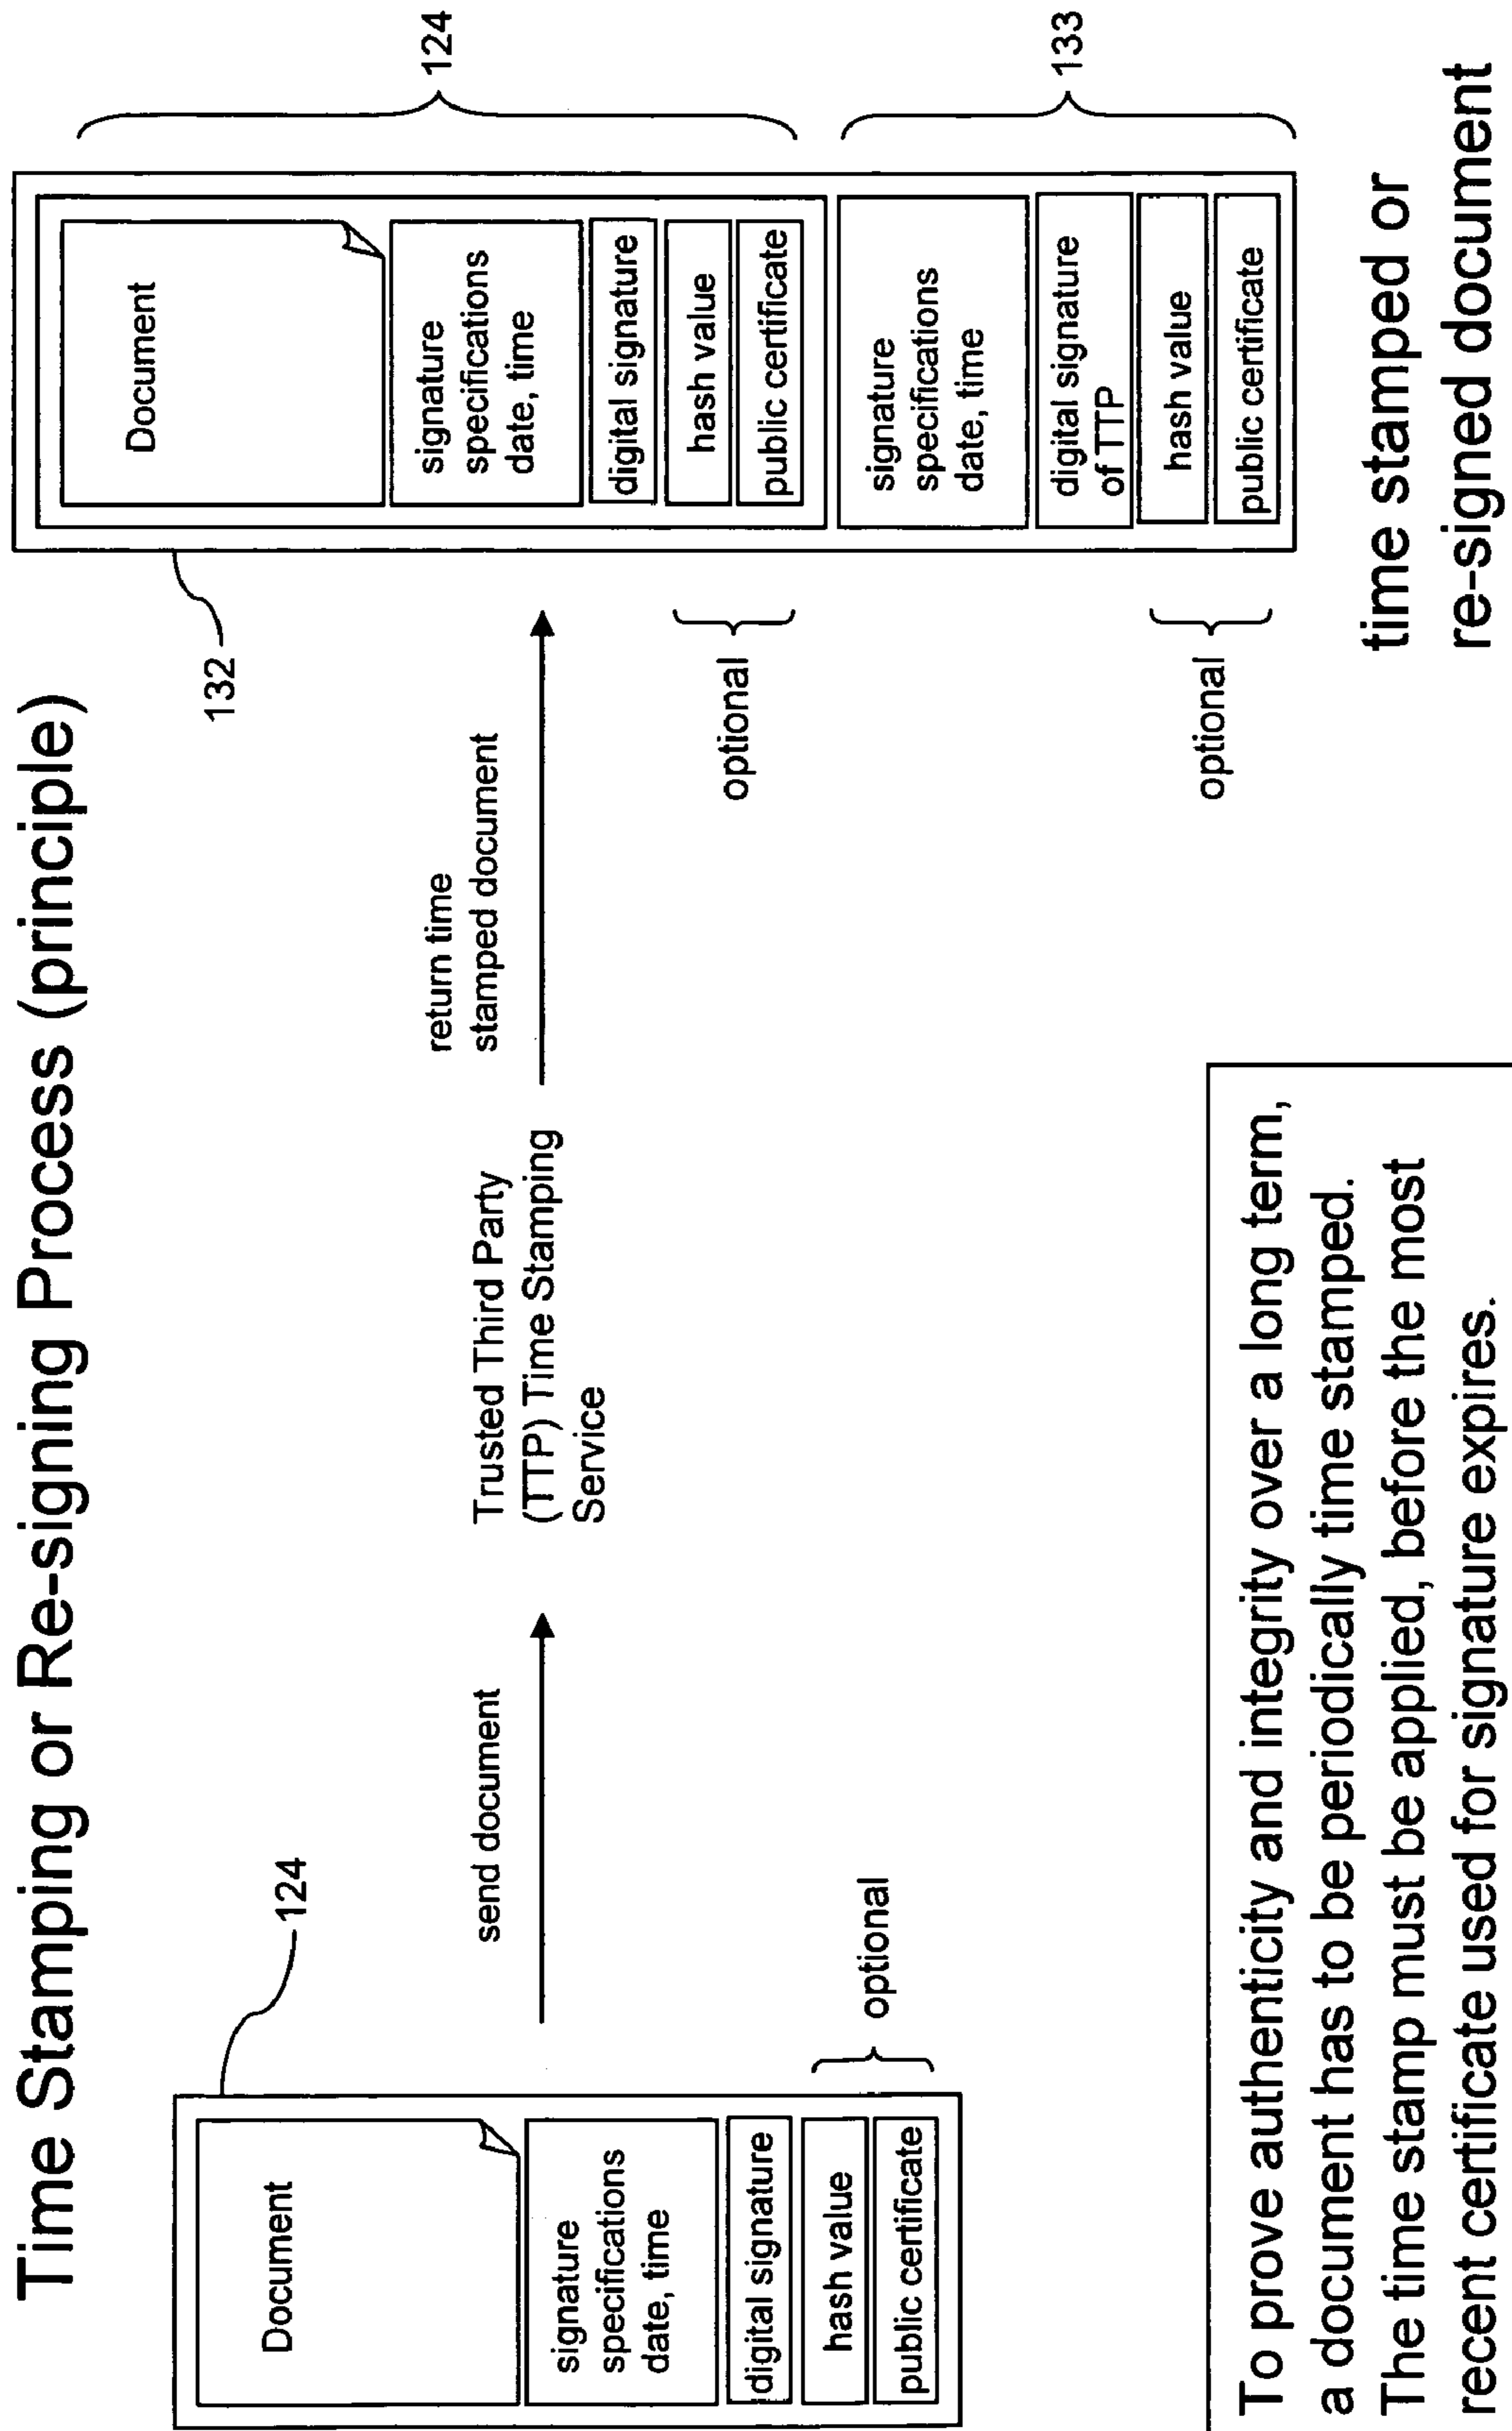 Time Stamping or Re-signing Process (principle)
124
Document
signature
specifications
date, time
digital signature
hash value
public certificate
optional
send document
Trusted Third Party
(TTP) Time Stamping
Service
return time
stamped document
132
Document
signature
specifications
date, time
digital signature
hash value
public certificate
optional
124
signature
specifications
date, time
digital signature
of TTP
hash value
public certificate
optional
133
time stamped or
re-signed document
To prove authenticity and integrity over a long term,
a document has to be periodically time stamped.
The time stamp must be applied, before the most
recent certificate used for signature expires.